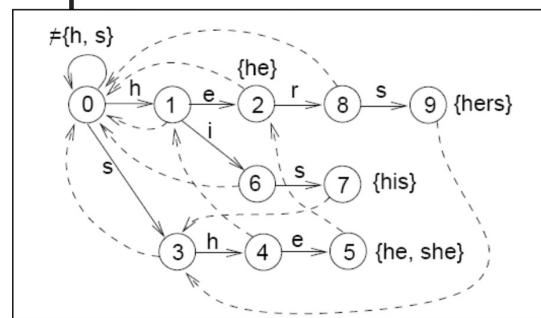 ≠{h, s}
{he}
h e r s
0 1 2 8 9 {hers}
i
s 6 s 7 {his}
h e
3 4 5 {he, she}